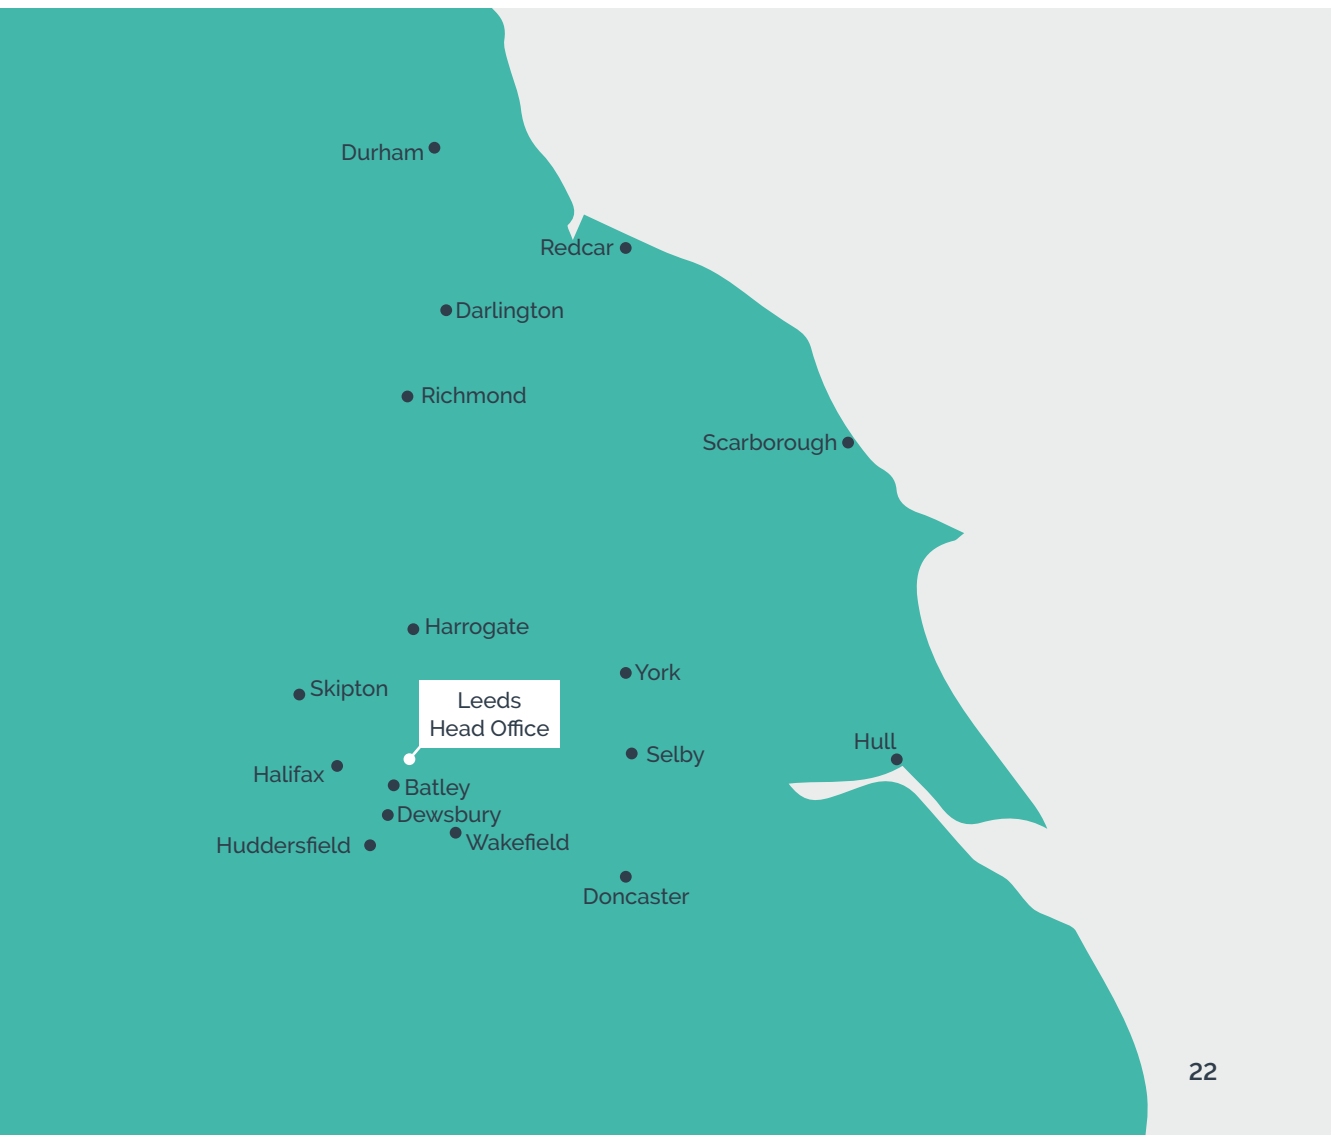 Durham
Redcar
Darlington
Richmond
Scarborough
Harrogate
York
Skipton
Leeds
Head Office
Hull
Selby
Halifax
Batley
Dewsbury
Wakefield
Huddersfield
Doncaster
22